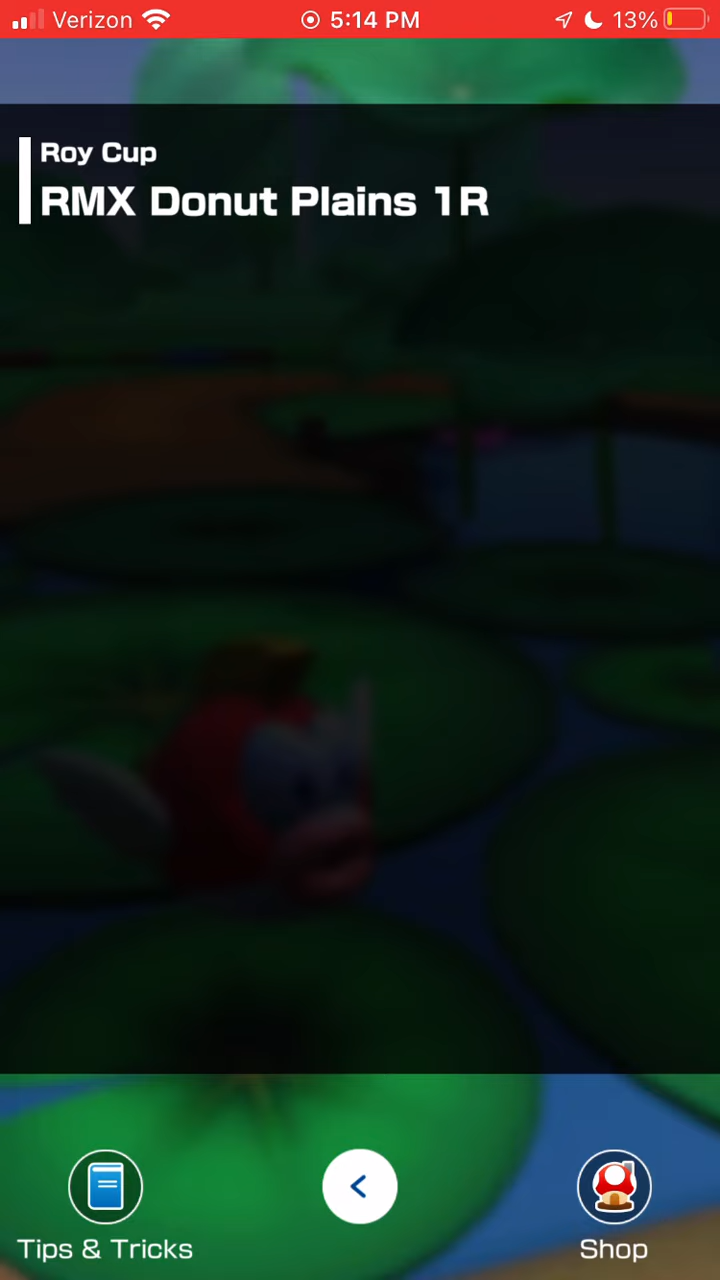 Verizon 5:14 PM 13%
Roy Cup
RMX Donut Plains 1R
Tips & Tricks Shop